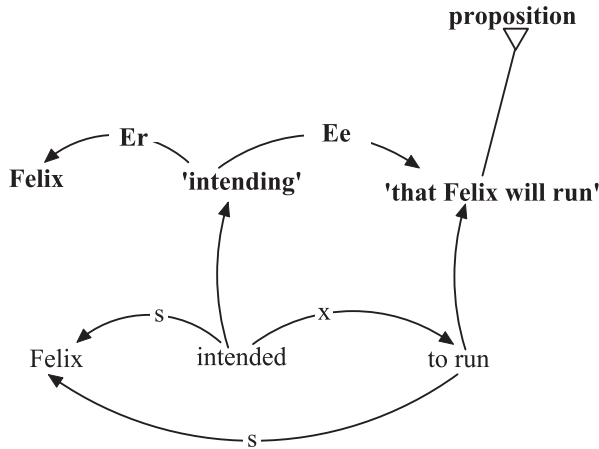 proposition
Er
Ee
Felix
'intending'
'that Felix will run'
s
x
Felix
intended
to run
s